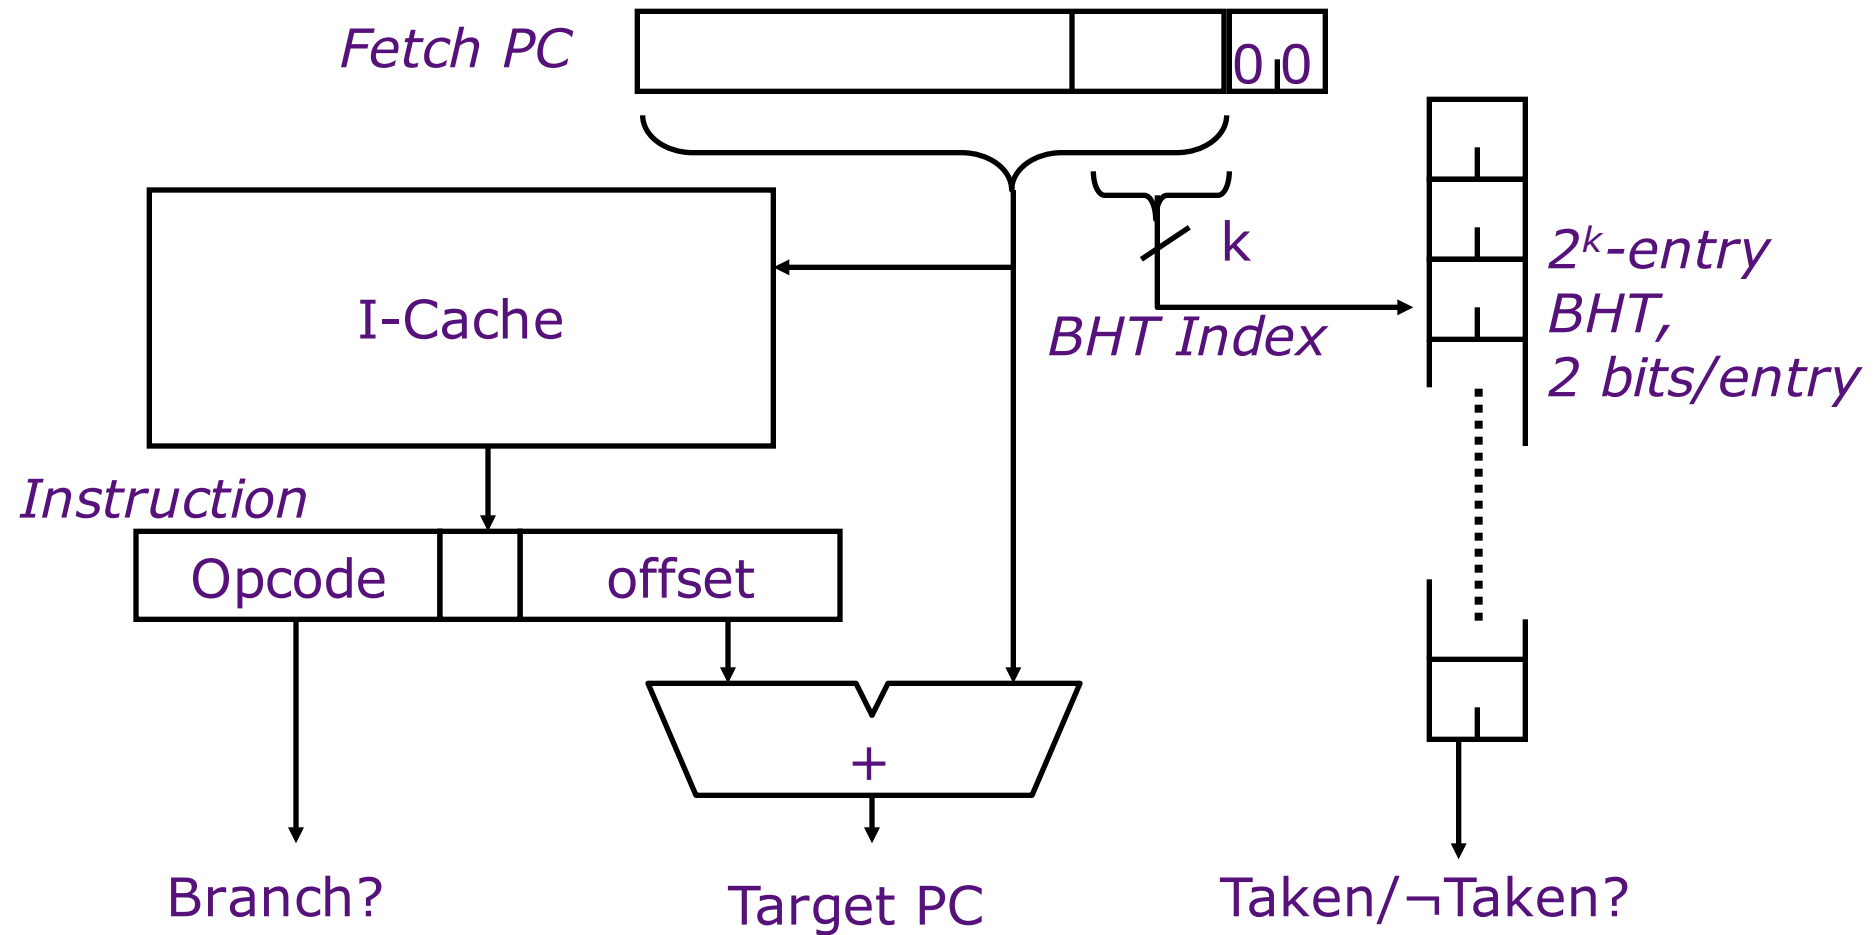 Fetch PC
0 0
k
2ᵏ-entry
BHT,
2 bits/entry
I-Cache
BHT Index
Instruction
Opcode
offset
+
Branch?
Target PC
Taken/¬Taken?